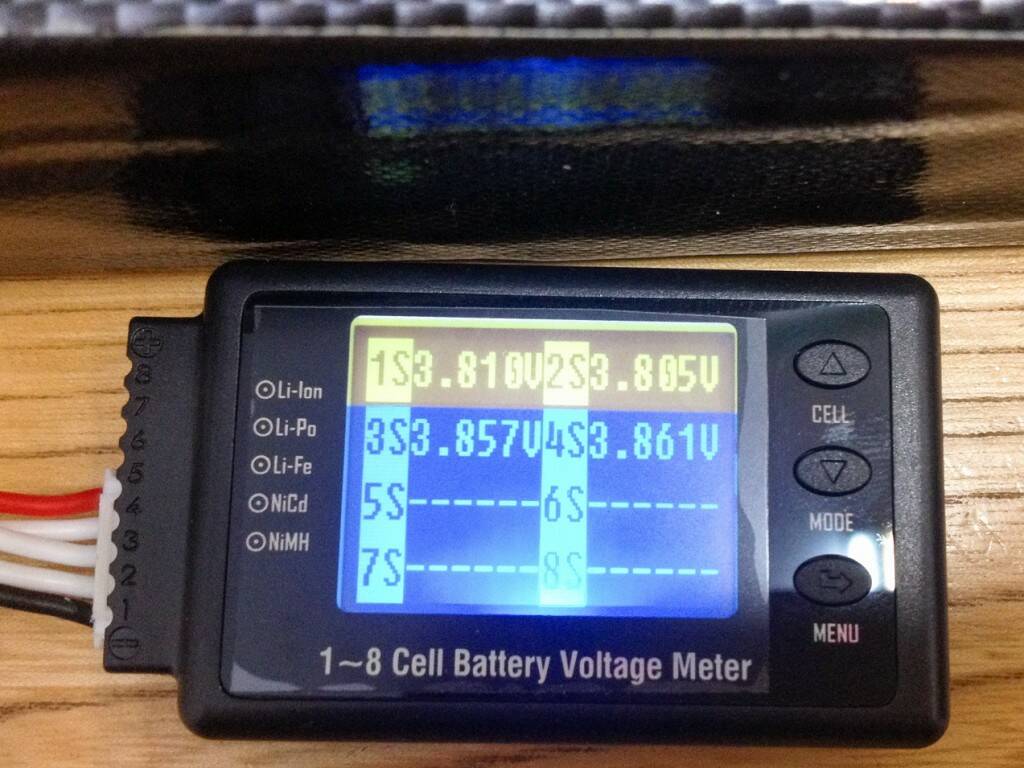 1S3.810V2S3.805V
3S3.857V4S3.861V
5S------6S------
7S------8S------
⊙Li-Ion
⊙Li-Po
⊙Li-Fe
⊙NiCd
⊙NiMH
CELL
MODE
MENU
1~8 Cell Battery Voltage Meter
⊕
8
7
6
5
4
3
2
1
⊖